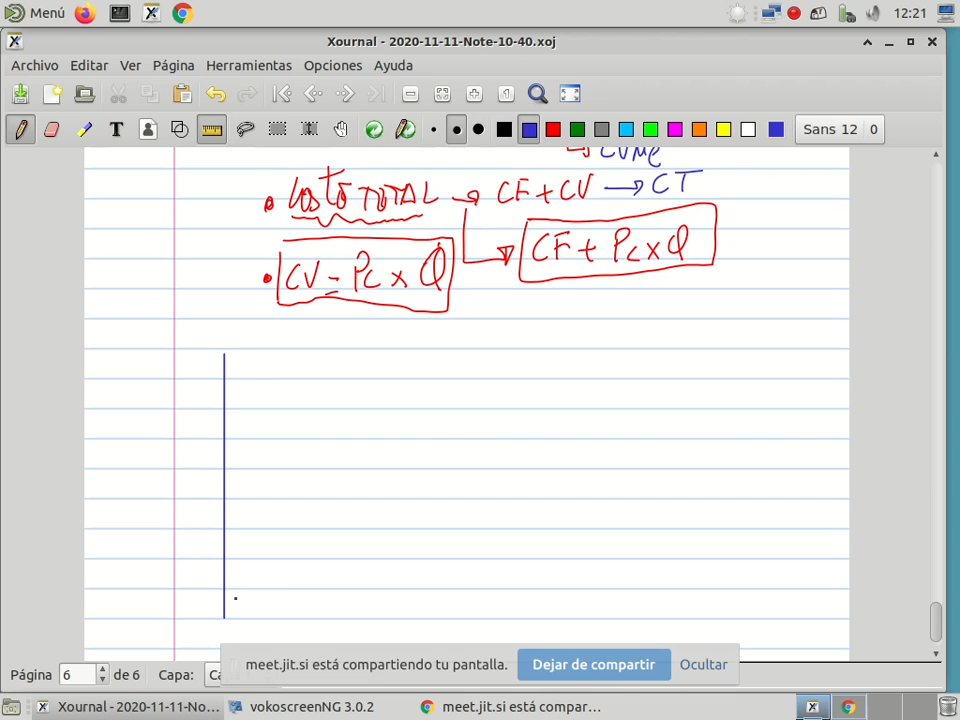 Menú 12:21
Xournal - 2020-11-11-Note-10-40.xoj
Archivo Editar Ver Página Herramientas Opciones Ayuda
Sans 12 0
→ CVMe
• Costo TOTAL → CF + CV → CT
CF + Pc x Q
• CV = Pc x Q
meet.jit.si está compartiendo tu pantalla. Dejar de compartir Ocultar
Página 6 de 6 Capa: Ca
Xournal - 2020-11-11-No... vokoscreenNG 3.0.2 meet.jit.si está compar...